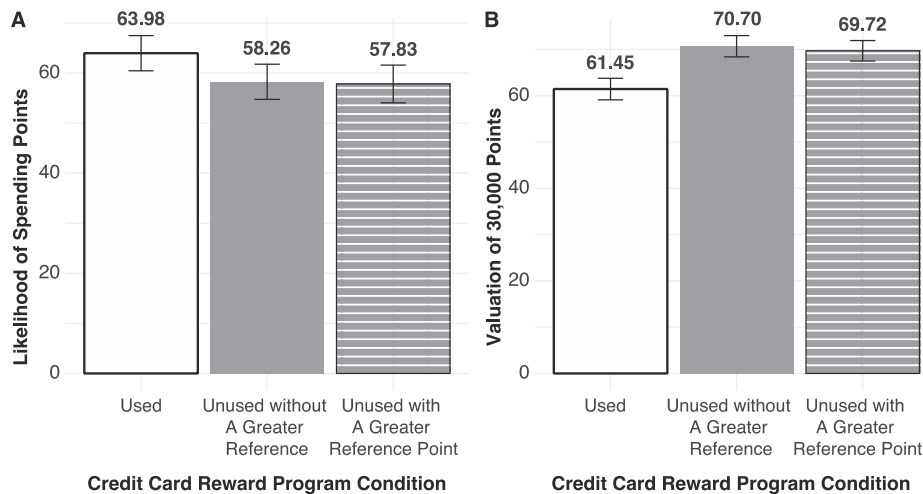 A
63.98
58.26
57.83
60
40
20
0
Likelihood of Spending Points
Used
Unused without
A Greater
Reference
Unused with
A Greater
Reference Point
Credit Card Reward Program Condition
B
61.45
70.70
69.72
60
40
20
0
Valuation of 30,000 Points
Used
Unused without
A Greater
Reference
Unused with
A Greater
Reference Point
Credit Card Reward Program Condition